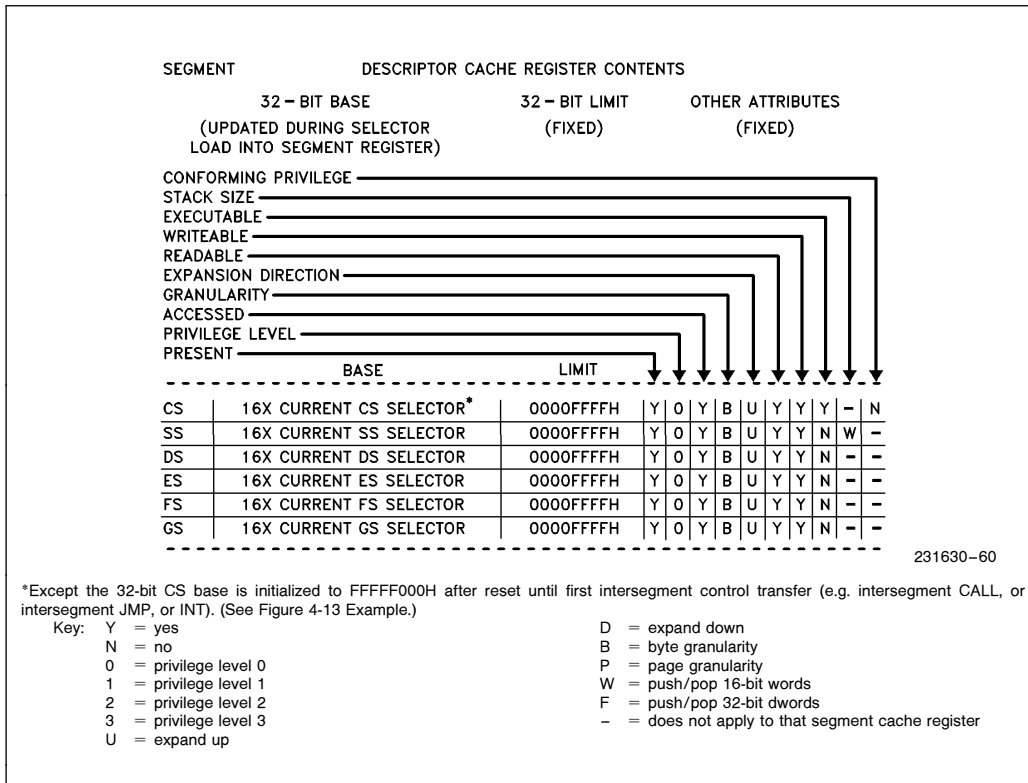 SEGMENT DESCRIPTOR CACHE REGISTER CONTENTS
32 – BIT BASE 32 – BIT LIMIT OTHER ATTRIBUTES
(UPDATED DURING SELECTOR (FIXED) (FIXED)
LOAD INTO SEGMENT REGISTER)
CONFORMING PRIVILEGE
STACK SIZE
EXECUTABLE
WRITEABLE
READABLE
EXPANSION DIRECTION
GRANULARITY
ACCESSED
PRIVILEGE LEVEL
PRESENT
BASE LIMIT
CS 16X CURRENT CS SELECTOR* 0000FFFFH Y 0 Y B U Y Y Y – N
SS 16X CURRENT SS SELECTOR 0000FFFFH Y 0 Y B U Y Y N W –
DS 16X CURRENT DS SELECTOR 0000FFFFH Y 0 Y B U Y Y N – –
ES 16X CURRENT ES SELECTOR 0000FFFFH Y 0 Y B U Y Y N – –
FS 16X CURRENT FS SELECTOR 0000FFFFH Y 0 Y B U Y Y N – –
GS 16X CURRENT GS SELECTOR 0000FFFFH Y 0 Y B U Y Y N – –
231630–60
*Except the 32-bit CS base is initialized to FFFFF000H after reset until first intersegment control transfer (e.g. intersegment CALL, or
intersegment JMP, or INT). (See Figure 4-13 Example.)
Key: Y = yes
N = no
0 = privilege level 0
1 = privilege level 1
2 = privilege level 2
3 = privilege level 3
U = expand up
D = expand down
B = byte granularity
P = page granularity
W = push/pop 16-bit words
F = push/pop 32-bit dwords
– = does not apply to that segment cache register